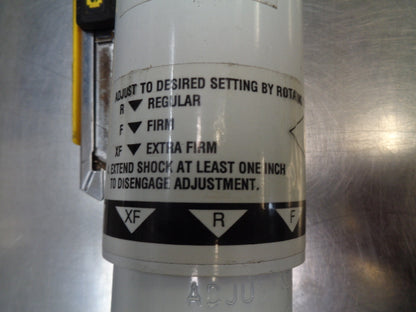 ADJUST TO DESIRED SETTING BY ROTATING
R ▼ REGULAR
F ▼ FIRM
XF ▼ EXTRA FIRM
EXTEND SHOCK AT LEAST ONE INCH
TO DISENGAGE ADJUSTMENT.
XF R F
ADJU